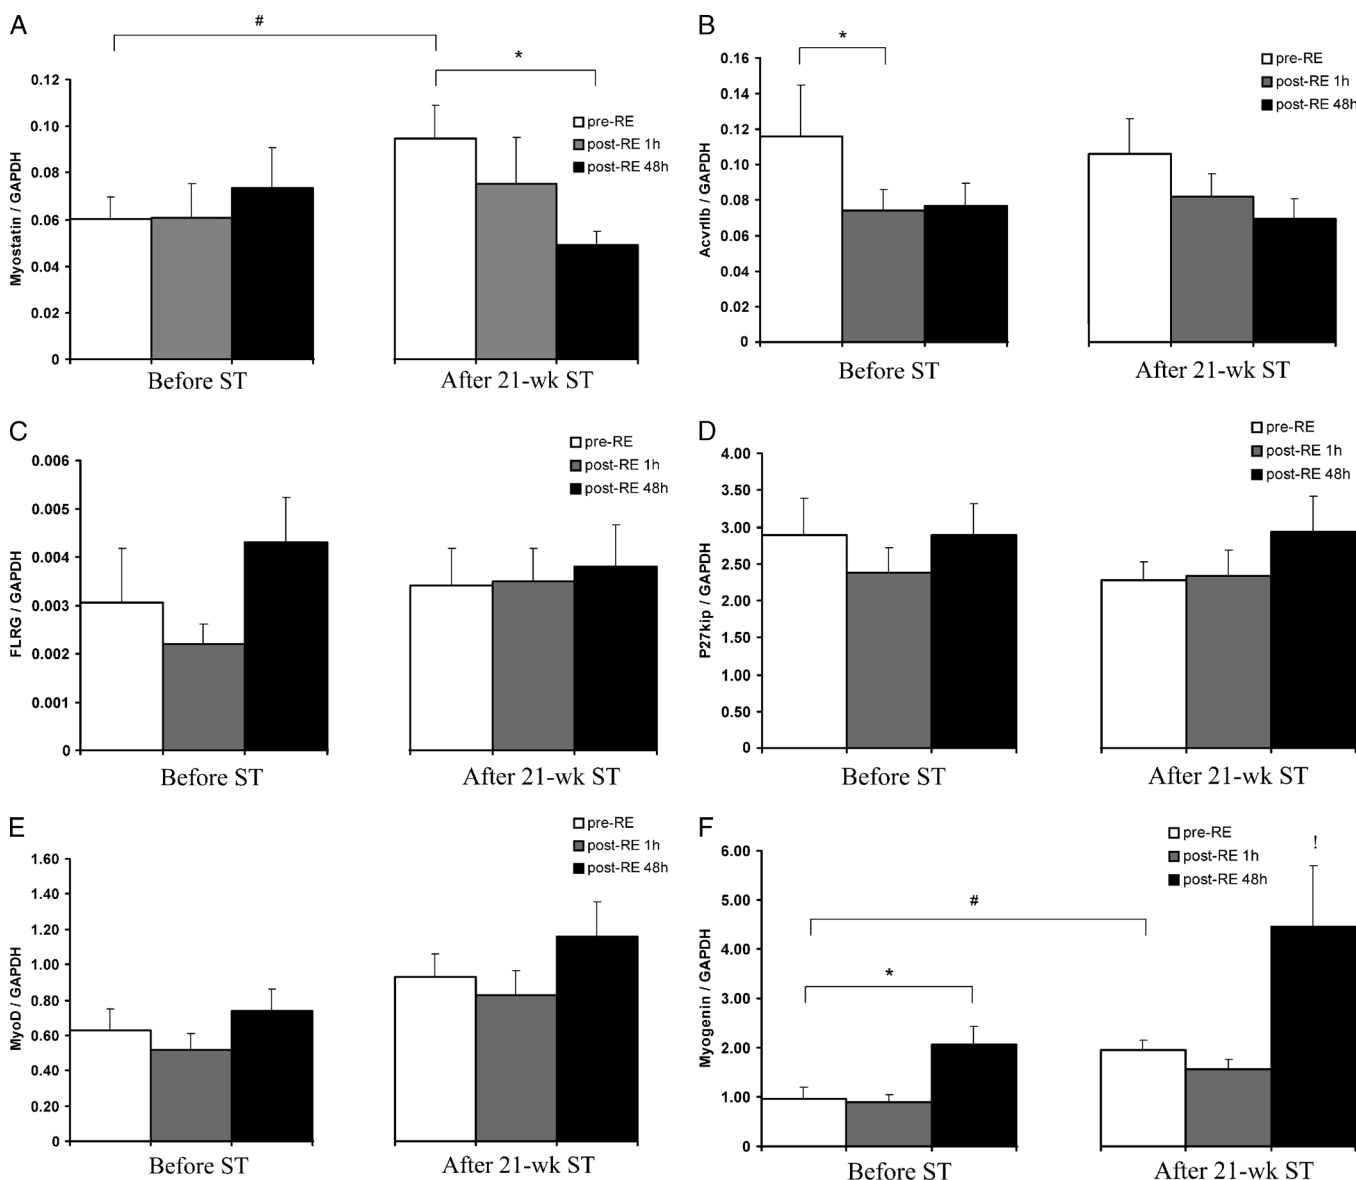 A
#
*
0.12
0.10
0.08
0.06
0.04
0.02
0
Myostatin / GAPDH
pre-RE
post-RE 1h
post-RE 48h
Before ST
After 21-wk ST
B
*
0.16
0.14
0.12
0.10
0.08
0.06
0.04
0.02
0
AcvrIIb / GAPDH
pre-RE
post-RE 1h
post-RE 48h
Before ST
After 21-wk ST
C
0.006
0.005
0.004
0.003
0.002
0.001
0
FLRG / GAPDH
pre-RE
post-RE 1h
post-RE 48h
Before ST
After 21-wk ST
D
4.00
3.50
3.00
2.50
2.00
1.50
1.00
0.50
0
P27kip / GAPDH
pre-RE
post-RE 1h
post-RE 48h
Before ST
After 21-wk ST
E
1.60
1.40
1.20
1.00
0.80
0.60
0.40
0.20
0
MyoD / GAPDH
pre-RE
post-RE 1h
post-RE 48h
Before ST
After 21-wk ST
F
6.00
5.00
4.00
3.00
2.00
1.00
0
Myogenin / GAPDH
pre-RE
post-RE 1h
post-RE 48h
!
#
*
Before ST
After 21-wk ST